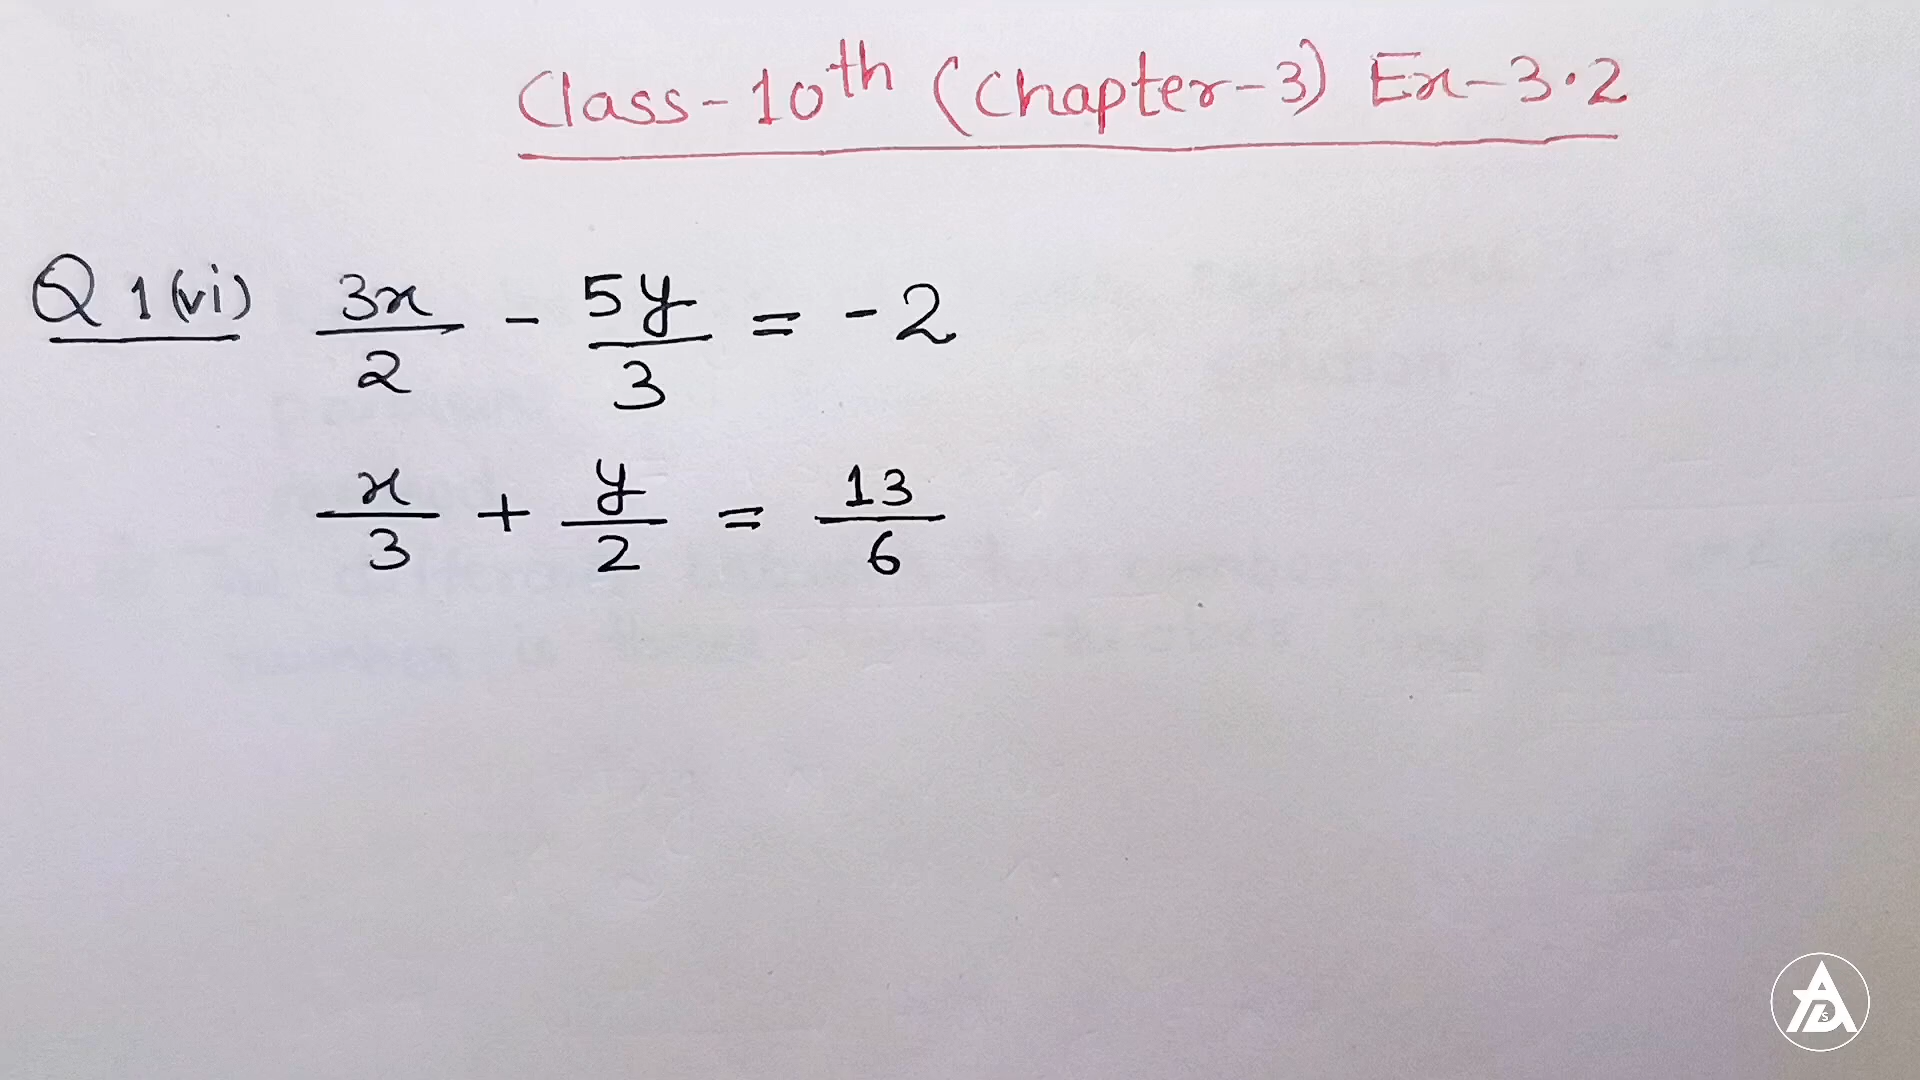 Class-10th (Chapter-3) Ex-3.2
Q 1 (vi) 3x/2 - 5y/3 = -2
x/3 + y/2 = 13/6